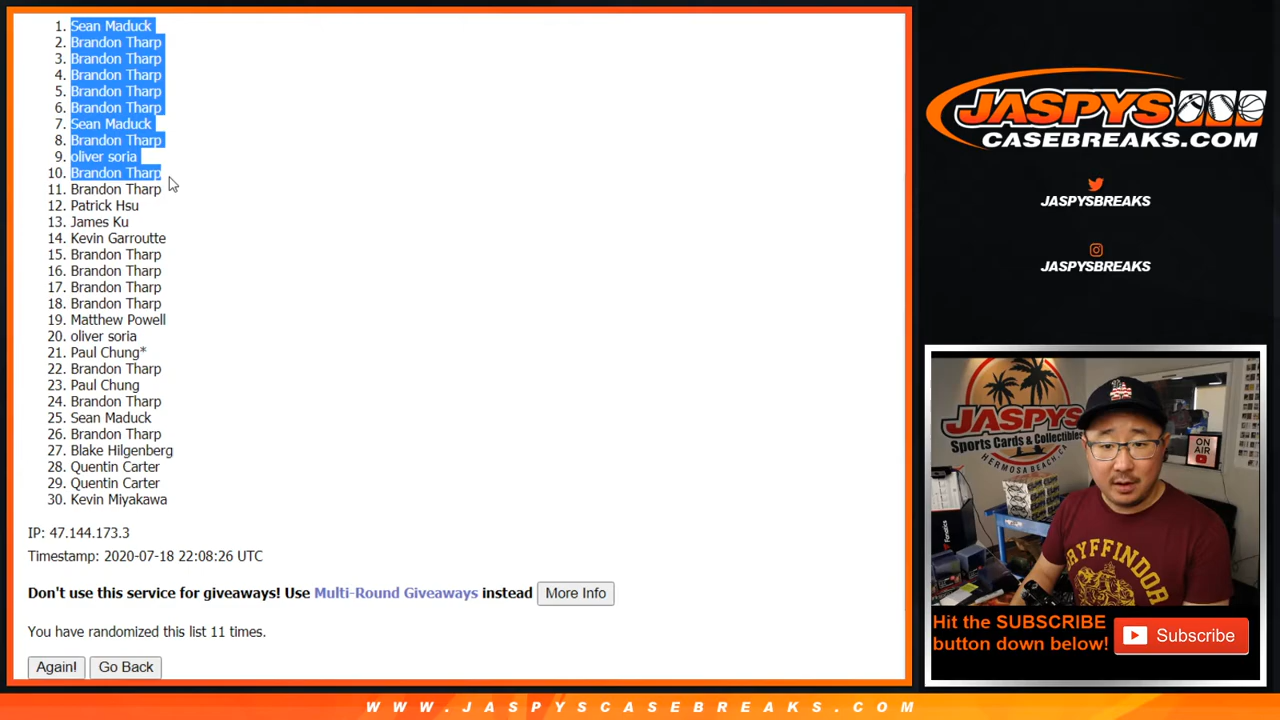 1. Sean Maduck
2. Brandon Tharp
3. Brandon Tharp
4. Brandon Tharp
5. Brandon Tharp
6. Brandon Tharp
7. Sean Maduck
8. Brandon Tharp
9. oliver soria
10. Brandon Tharp
11. Brandon Tharp
12. Patrick Hsu
13. James Ku
14. Kevin Garroutte
15. Brandon Tharp
16. Brandon Tharp
17. Brandon Tharp
18. Brandon Tharp
19. Matthew Powell
20. oliver soria
21. Paul Chung*
22. Brandon Tharp
23. Paul Chung
24. Brandon Tharp
25. Sean Maduck
26. Brandon Tharp
27. Blake Hilgenberg
28. Quentin Carter
29. Quentin Carter
30. Kevin Miyakawa
IP: 47.144.173.3
Timestamp: 2020-07-18 22:08:26 UTC
Don't use this service for giveaways! Use Multi-Round Giveaways instead More Info
You have randomized this list 11 times.
Again! Go Back
JASPYS
CASEBREAKS.COM
JASPYSBREAKS
JASPYSBREAKS
JASPYS
Sports Cards & Collectibles
HERMOSA BEACH, CA
ON
AIR
Fanatics
GRYFFINDOR
Hit the SUBSCRIBE
button down below!
Subscribe
WWW.JASPYSCASEBREAKS.COM